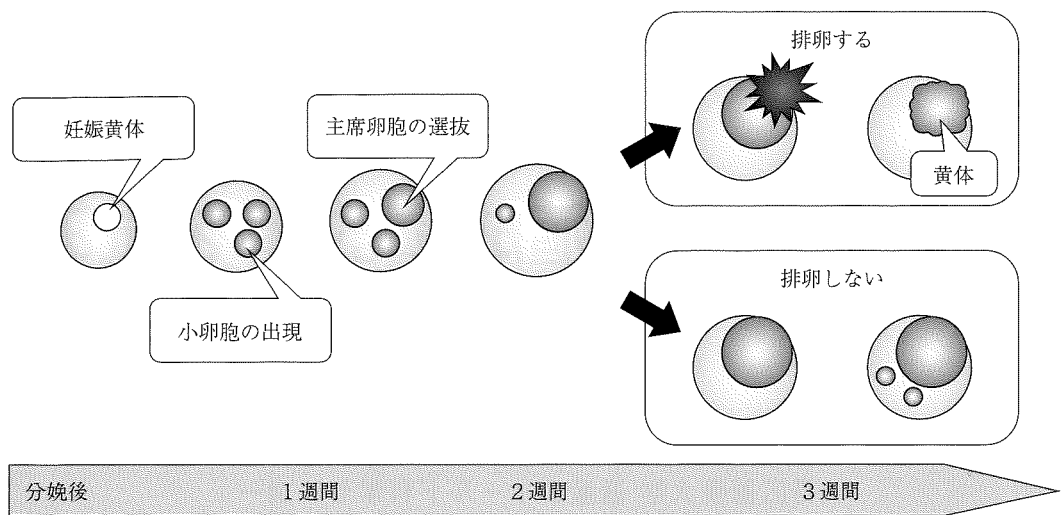 排卵する
妊娠黄体
主席卵胞の選抜
黄体
小卵胞の出現
排卵しない
分娩後
1週間
2週間
3週間